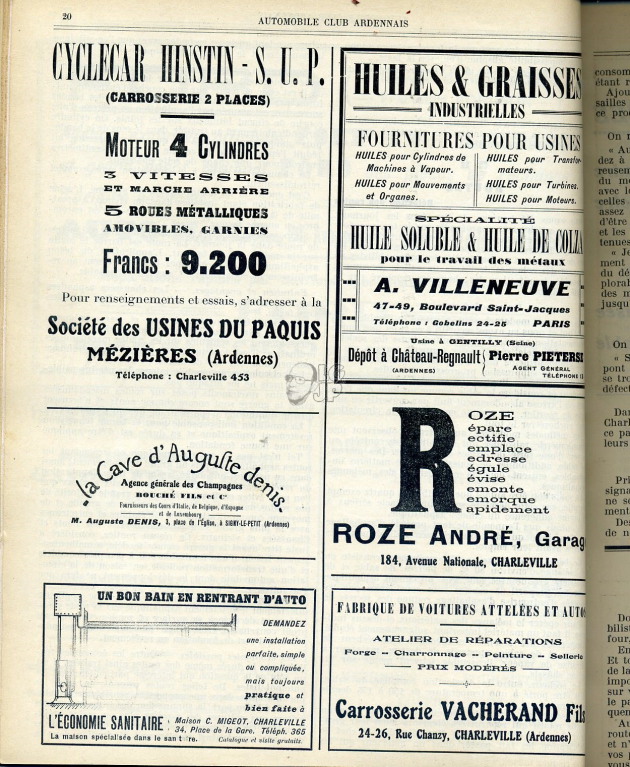 20
AUTOMOBILE CLUB ARDENNAIS
CYCLECAR HINSTIN - S. U. P.
(CARROSSERIE 2 PLACES)
MOTEUR 4 CYLINDRES
3 VITESSES
ET MARCHE ARRIÈRE
5 ROUES MÉTALLIQUES
AMOVIBLES, GARNIES
Francs : 9.200
Pour renseignements et essais, s'adresser à la
Société des USINES DU PAQUIS
MÉZIÈRES (Ardennes)
Téléphone : Charleville 453
la Cave d'Auguste denis
Agence générale des Champagnes
BOUCHÉ FILS et Cie
Fournisseurs des Cours d'Italie, de Belgique, d'Espagne
et de Luxembourg
M. Auguste DENIS, 3, place de l'Église, à SIGNY-LE-PETIT (Ardennes)
UN BON BAIN EN RENTRANT D'AUTO
DEMANDEZ
une installation
parfaite, simple
ou compliquée,
mais toujours
pratique et
bien faite à
L'ÉCONOMIE SANITAIRE
Maison C. MIGEOT, CHARLEVILLE
34, Place de la Gare. Téléph. 365
La maison spécialisée dans le sanitaire.
Catalogue et visite gratuits.
HUILES & GRAISSES
INDUSTRIELLES
FOURNITURES POUR USINES
HUILES pour Cylindres de
Machines à Vapeur.
HUILES pour Mouvements
et Organes.
HUILES pour Transfor-
mateurs.
HUILES pour Turbines.
HUILES pour Moteurs.
SPÉCIALITÉ
HUILE SOLUBLE & HUILE DE COLZA
pour le travail des métaux
A. VILLENEUVE
47-49, Boulevard Saint-Jacques
Téléphone : Gobelins 24-25 PARIS
Usine à GENTILLY (Seine)
Dépôt à Château-Regnault
(ARDENNES)
Pierre PIETERS
AGENT GÉNÉRAL
TÉLÉPHONE
ROZE
épare
ectifie
emplace
edresse
égule
évise
emonte
emorque
apidement
ROZE ANDRÉ, Garag
184, Avenue Nationale, CHARLEVILLE
FABRIQUE DE VOITURES ATTELÉES ET AUTO
ATELIER DE RÉPARATIONS
Forge -- Charronnage -- Peinture -- Sellerie
PRIX MODÉRÉS
Carrosserie VACHERAND Fils
24-26, Rue Chanzy, CHARLEVILLE (Ardennes)